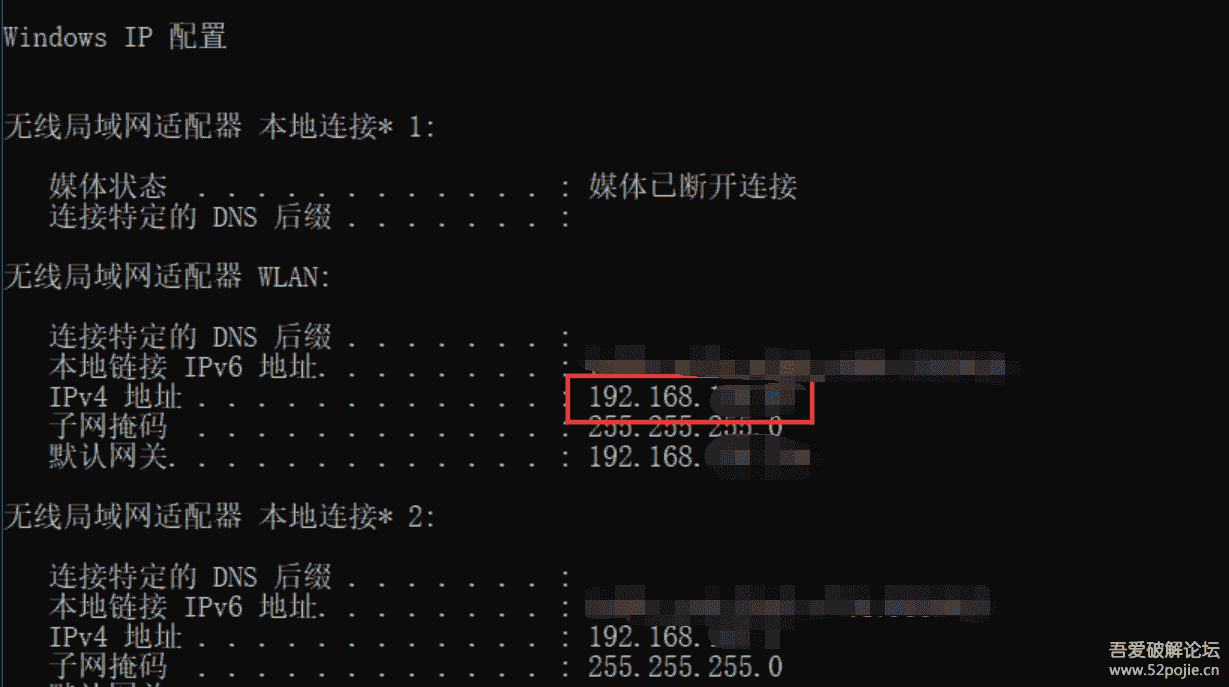 Windows IP 配置
无线局域网适配器 本地连接* 1:
媒体状态 . . . . . . . . . . . . : 媒体已断开连接
连接特定的 DNS 后缀 . . . . . . . :
无线局域网适配器 WLAN:
连接特定的 DNS 后缀 . . . . . . . :
本地链接 IPv6 地址. . . . . . . . :
IPv4 地址 . . . . . . . . . . . . : 192.168.
子网掩码 . . . . . . . . . . . . : 255.255.255.0
默认网关. . . . . . . . . . . . . : 192.168.
无线局域网适配器 本地连接* 2:
连接特定的 DNS 后缀 . . . . . . . :
本地链接 IPv6 地址. . . . . . . . :
IPv4 地址 . . . . . . . . . . . . : 192.168.
子网掩码 . . . . . . . . . . . . : 255.255.255.0
吾爱破解论坛
www.52pojie.cn